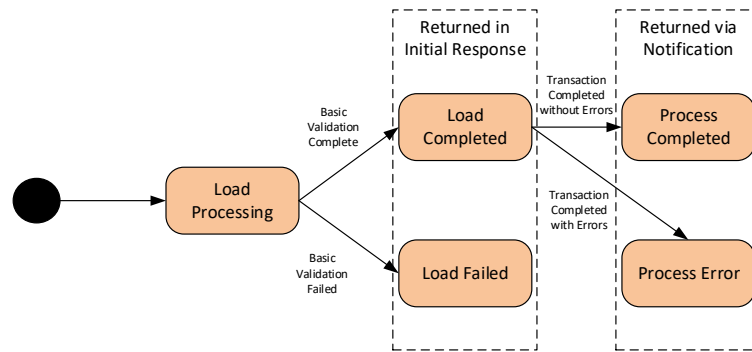 Returned in
Initial Response
Returned via
Notification
Basic
Validation
Complete
Load
Completed
Transaction
Completed
without Errors
Process
Completed
Load
Processing
Transaction
Completed
with Errors
Basic
Validation
Failed
Load Failed
Process Error